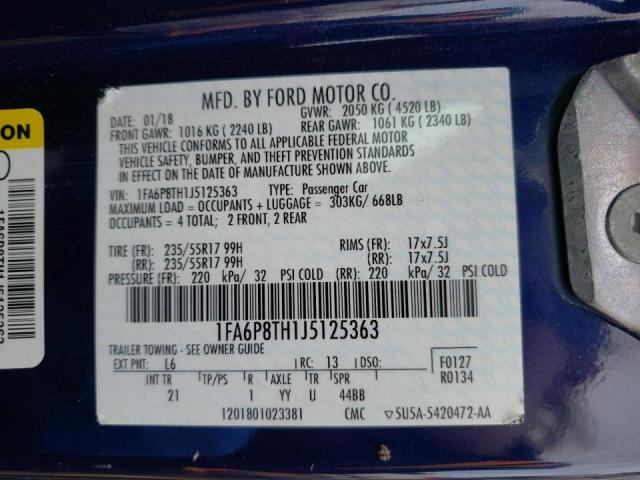 MFD. BY FORD MOTOR CO.
DATE: 01/18 GVWR: 2050 KG ( 4520 LB)
FRONT GAWR: 1016 KG ( 2240 LB) REAR GAWR: 1061 KG ( 2340 LB)
THIS VEHICLE CONFORMS TO ALL APPLICABLE FEDERAL MOTOR
VEHICLE SAFETY, BUMPER, AND THEFT PREVENTION STANDARDS
IN EFFECT ON THE DATE OF MANUFACTURE SHOWN ABOVE.
VIN: 1FA6P8TH1J5125363 TYPE: Passenger Car
MAXIMUM LOAD = OCCUPANTS + LUGGAGE = 303KG/ 668LB
OCCUPANTS = 4 TOTAL; 2 FRONT, 2 REAR
TIRE (FR): 235/55R17 99H RIMS (FR): 17x7.5J
(RR): 235/55R17 99H (RR): 17x7.5J
PRESSURE (FR): 220 kPa/ 32 PSI COLD (RR): 220 kPa/ 32 PSI COLD
1FA6P8TH1J5125363
TRAILER TOWING - SEE OWNER GUIDE
EXT PNT: L6 RC: 13 DSO: F0127
R0134
INT TR TP/PS R AXLE TR SPR
21 1 YY U 44BB
1201801023381 CMC 5U5A-5420472-AA
ION